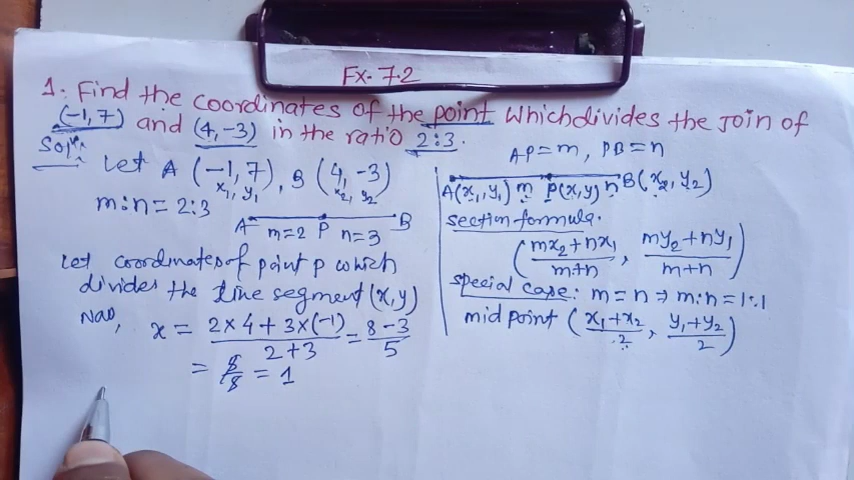 Ex- 7.2
1. Find the coordinates of the point which divides the join of
(-1,7) and (4,-3) in the ratio 2:3.
Soln: Let A (-1,7), B (4,-3)
x₁, y₁ x₂, y₂
m:n = 2:3
A B
m=2 P n=3
Let coordinates of point p which
divides the line segment (x,y)
Now,
x = (2×4+3×(-1))/(2+3) = (8-3)/5
= 5/5 = 1
AP=m, PB=n
A(x₁,y₁) m P(x,y) n B(x₂,y₂)
section formula.
((mx₂+nx₁)/(m+n), (my₂+ny₁)/(m+n))
special case: m=n ⇒ m:n=1:1
mid point ((x₁+x₂)/2, (y₁+y₂)/2)